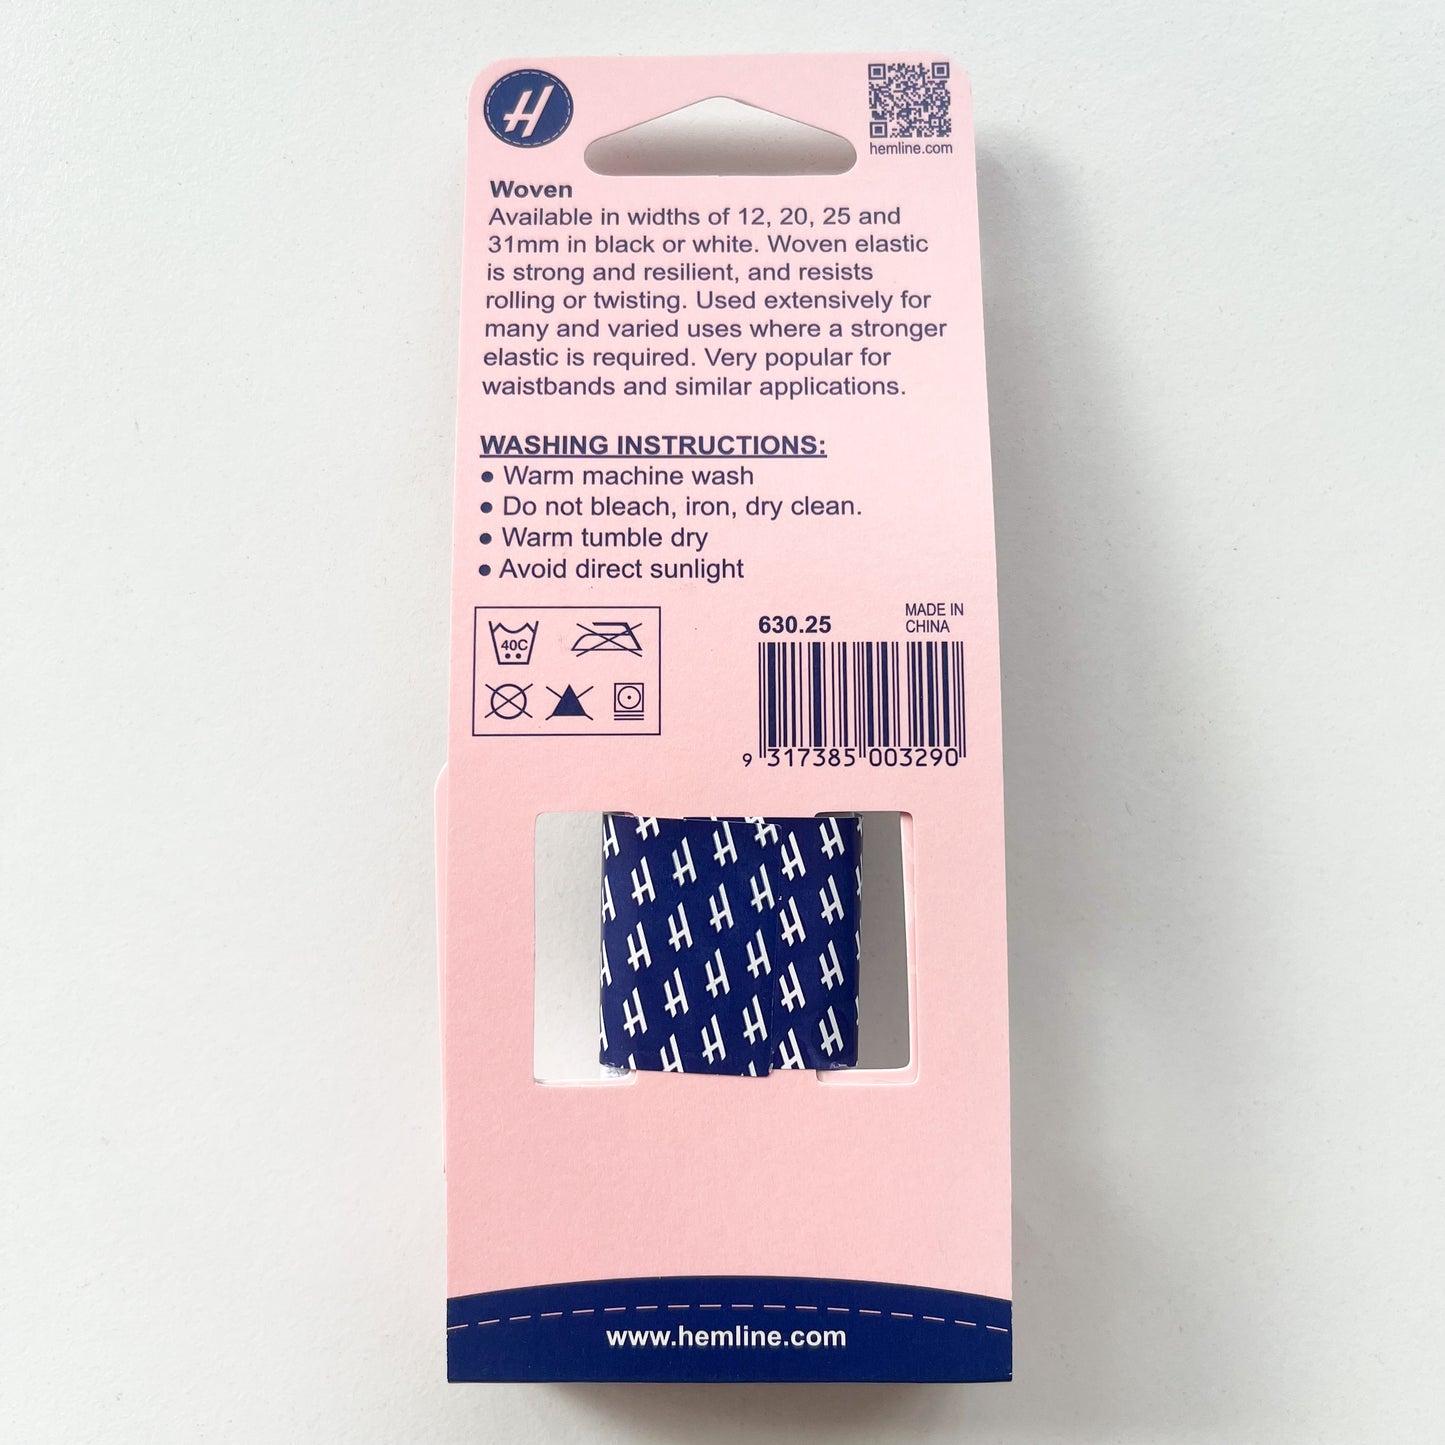 H
hemline.com
Woven
Available in widths of 12, 20, 25 and
31mm in black or white. Woven elastic
is strong and resilient, and resists
rolling or twisting. Used extensively for
many and varied uses where a stronger
elastic is required. Very popular for
waistbands and similar applications.
WASHING INSTRUCTIONS:
• Warm machine wash
• Do not bleach, iron, dry clean.
• Warm tumble dry
• Avoid direct sunlight
40C
630.25
MADE IN
CHINA
9 317385 003290
www.hemline.com